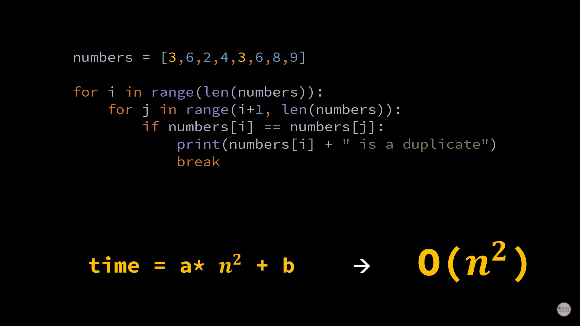 numbers = [3,6,2,4,3,6,8,9]
for i in range(len(numbers)):
    for j in range(i+1, len(numbers)):
        if numbers[i] == numbers[j]:
            print(numbers[i] + " is a duplicate")
            break
time = a* n² + b → O(n²)